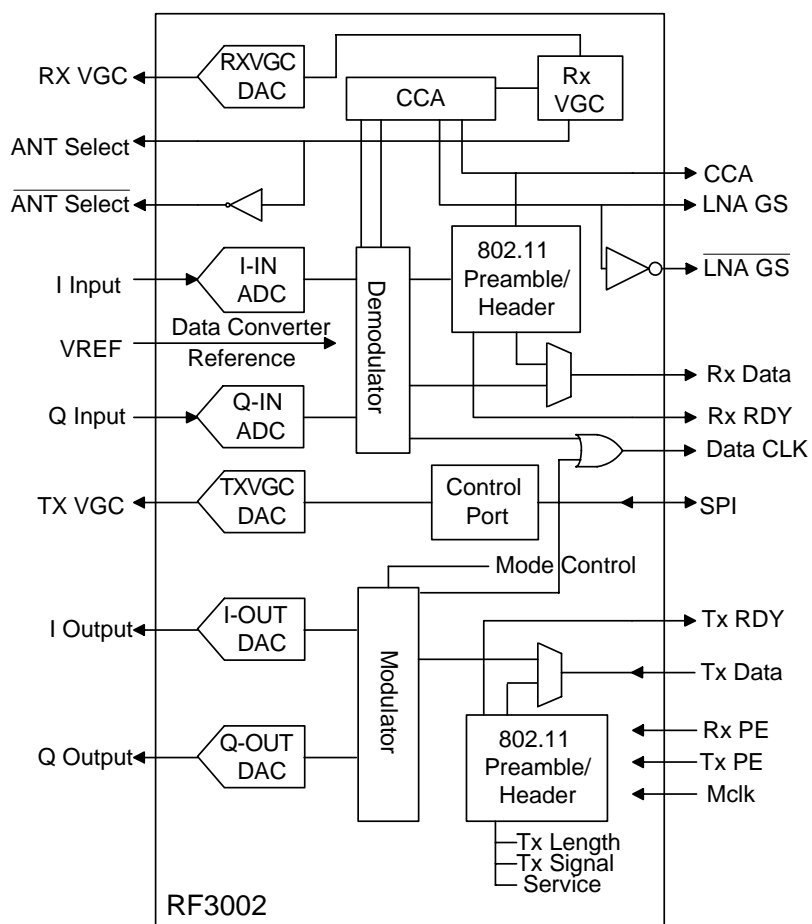 RX VGC
RXVGC
DAC
CCA
Rx
VGC
ANT Select
ANT Select
CCA
LNA GS
LNA GS
I Input
I-IN
ADC
Demodulator
802.11
Preamble/
Header
VREF
Data Converter
Reference
Rx Data
Q Input
Q-IN
ADC
Rx RDY
Data CLK
TX VGC
TXVGC
DAC
Control
Port
SPI
Mode Control
I Output
I-OUT
DAC
Modulator
Tx RDY
Tx Data
Q Output
Q-OUT
DAC
802.11
Preamble/
Header
Rx PE
Tx PE
Mclk
Tx Length
Tx Signal
Service
RF3002